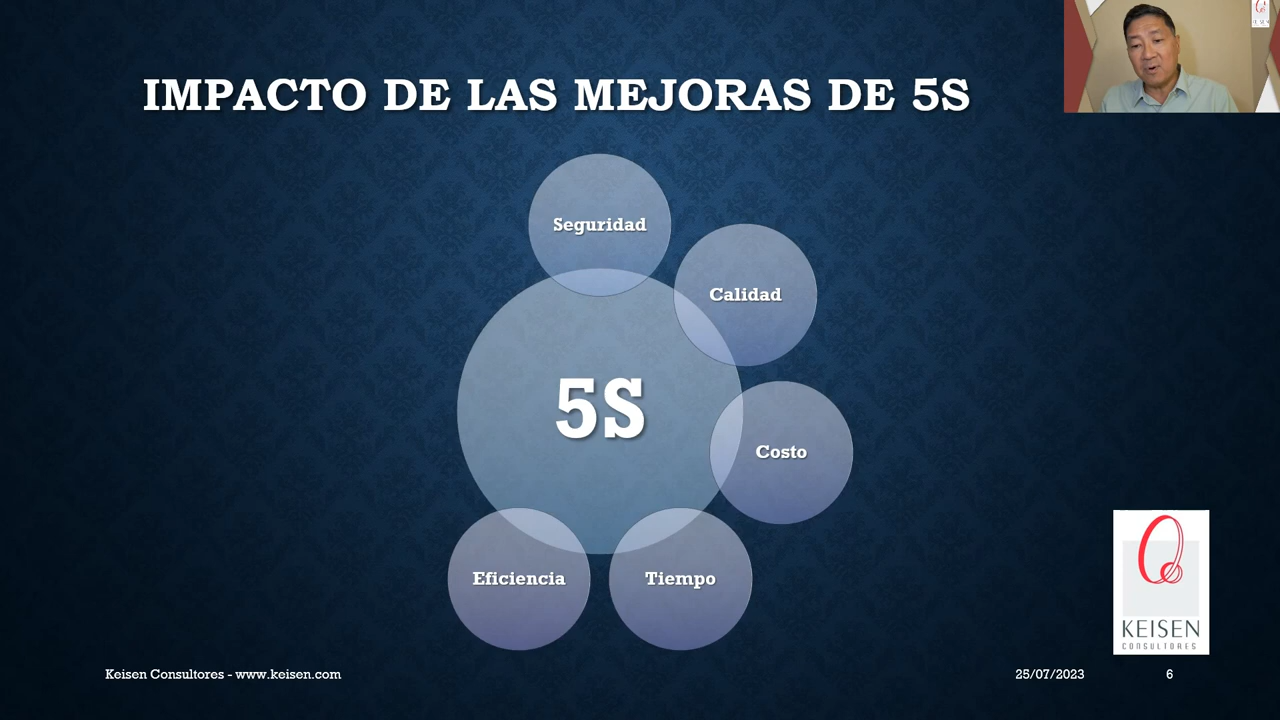 IMPACTO DE LAS MEJORAS DE 5S
Seguridad
Calidad
5S
Costo
Eficiencia
Tiempo
KEISEN
CONSULTORES
Keisen Consultores - www.keisen.com
25/07/2023
6